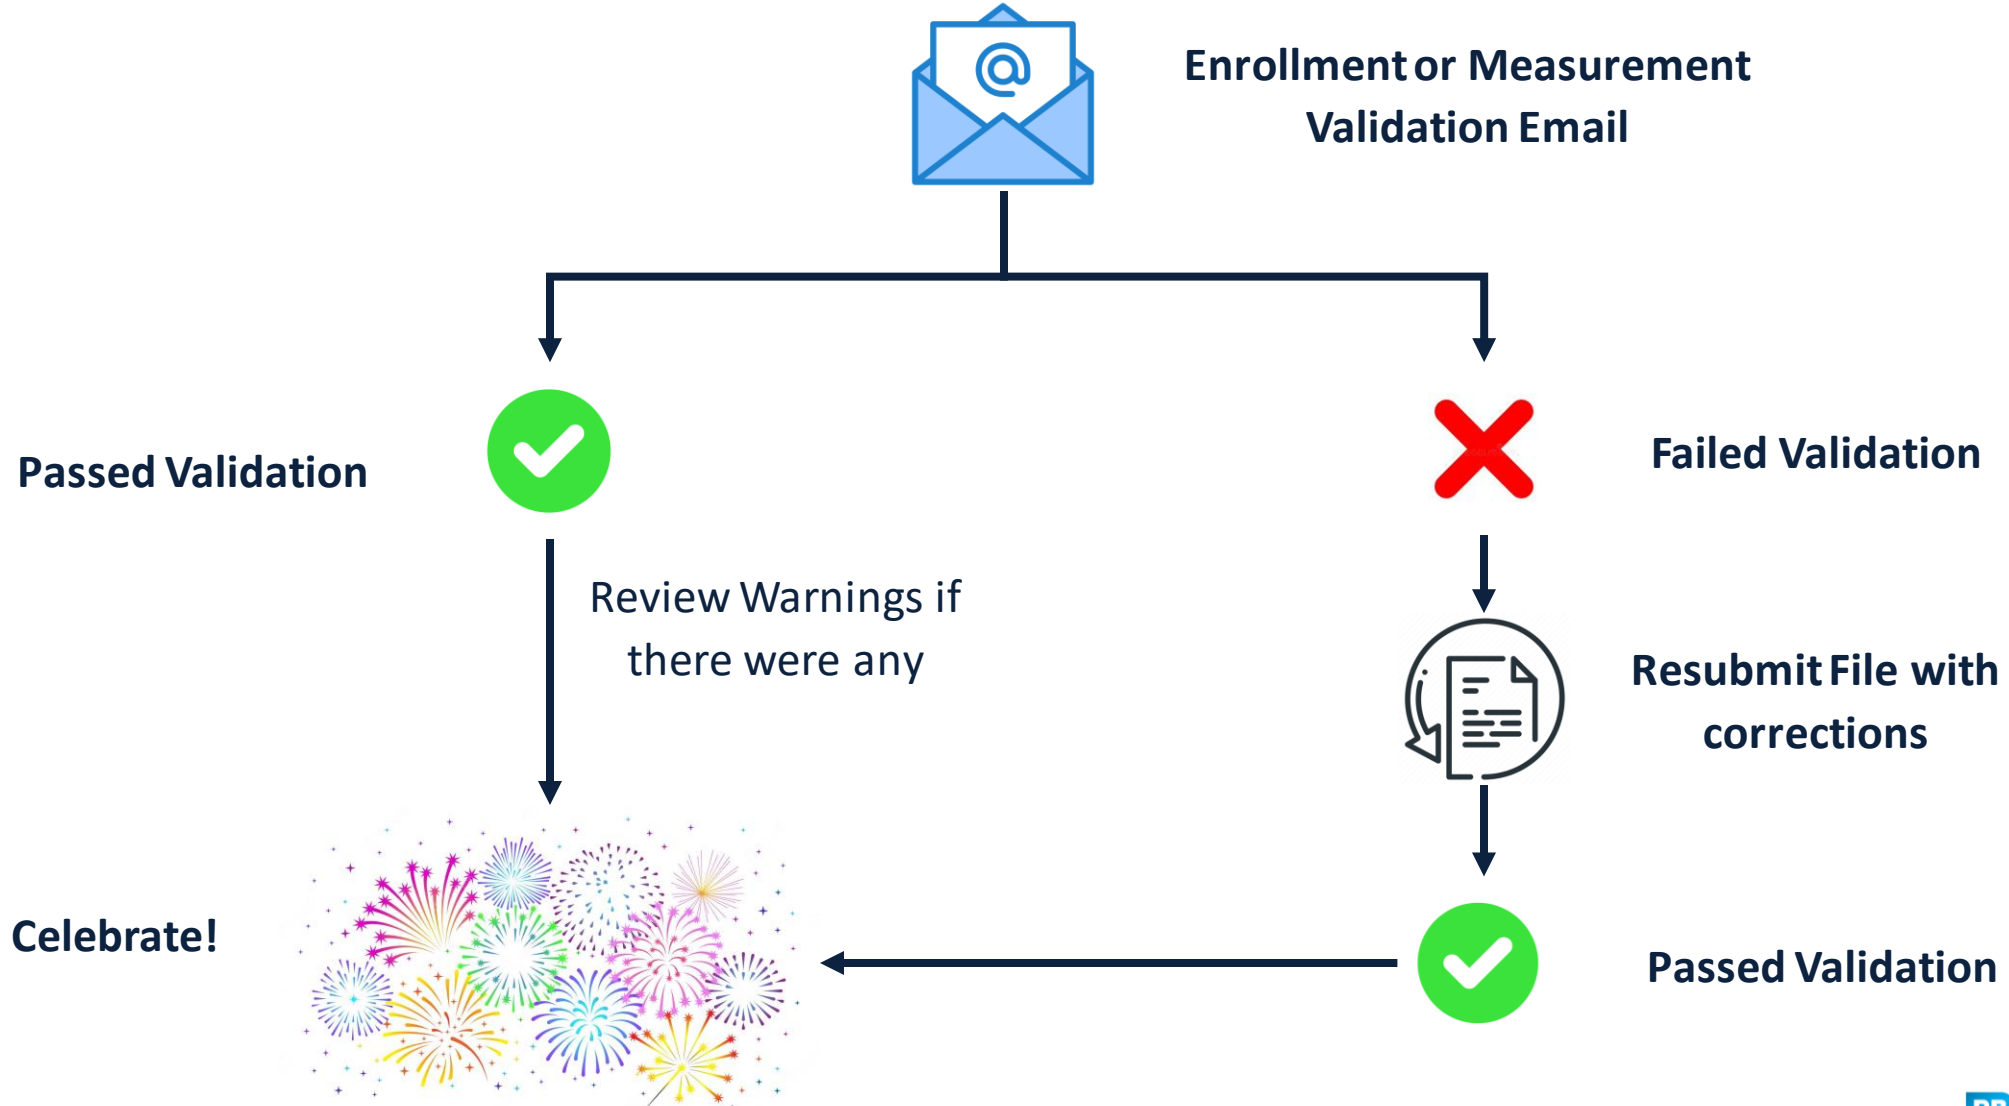 Enrollment or Measurement
Validation Email
Passed Validation
Failed Validation
Review Warnings if
there were any
Resubmit File with
corrections
Celebrate!
Passed Validation